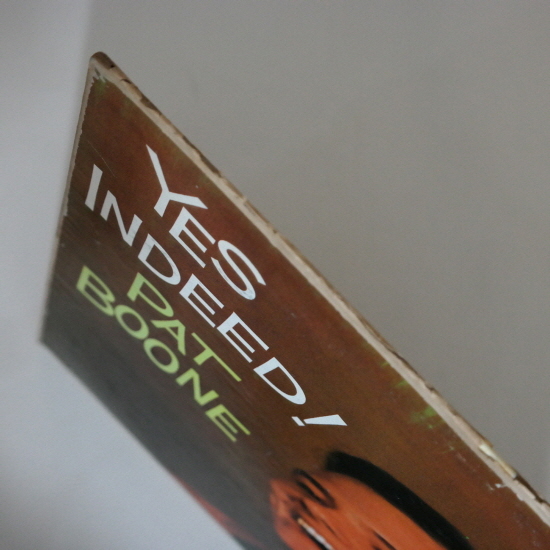 YES
INDEED!
PAT
BOONE